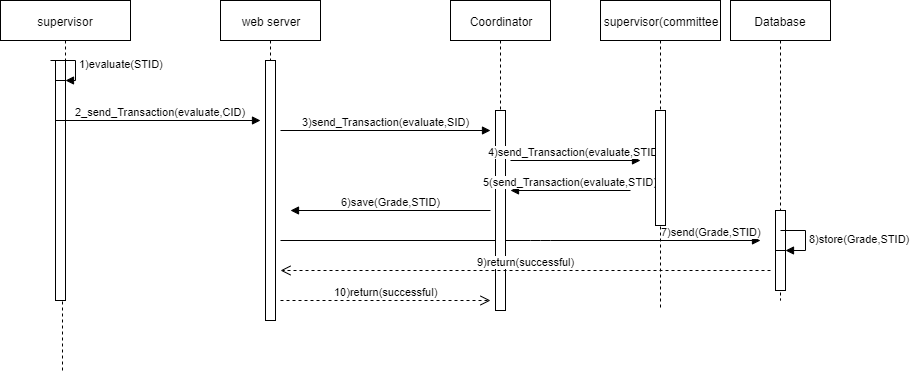 supervisor
web server
Coordinator
supervisor(committee
Database
1)evaluate(STID)
2_send_Transaction(evaluate,CID)
3)send_Transaction(evaluate,SID)
4)send_Transaction(evaluate,STID
5(send_Transaction(evaluate,STID)
6)save(Grade,STID)
7)send(Grade,STID)
8)store(Grade,STID)
9)return(successful)
10)return(successful)